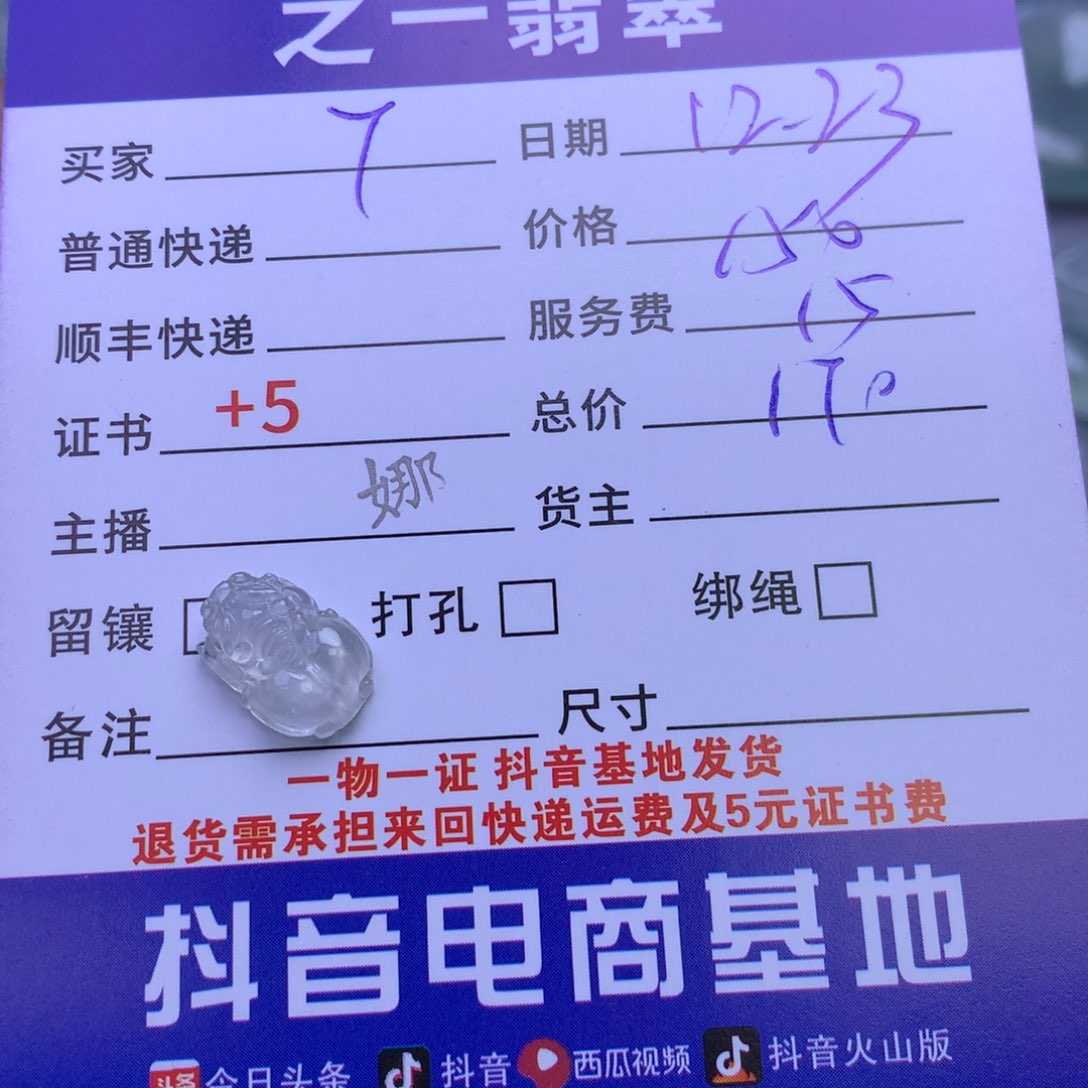 之一翡翠
买家 7 日期 12-23
普通快递 价格 150
顺丰快递 服务费 15
证书 +5 总价 170
主播 娜 货主
留镶 打孔 绑绳
备注 尺寸
一物一证 抖音基地发货
退货需承担来回快递运费及5元证书费
抖音电商基地
头条 今日头条 抖音 西瓜视频 抖音火山版